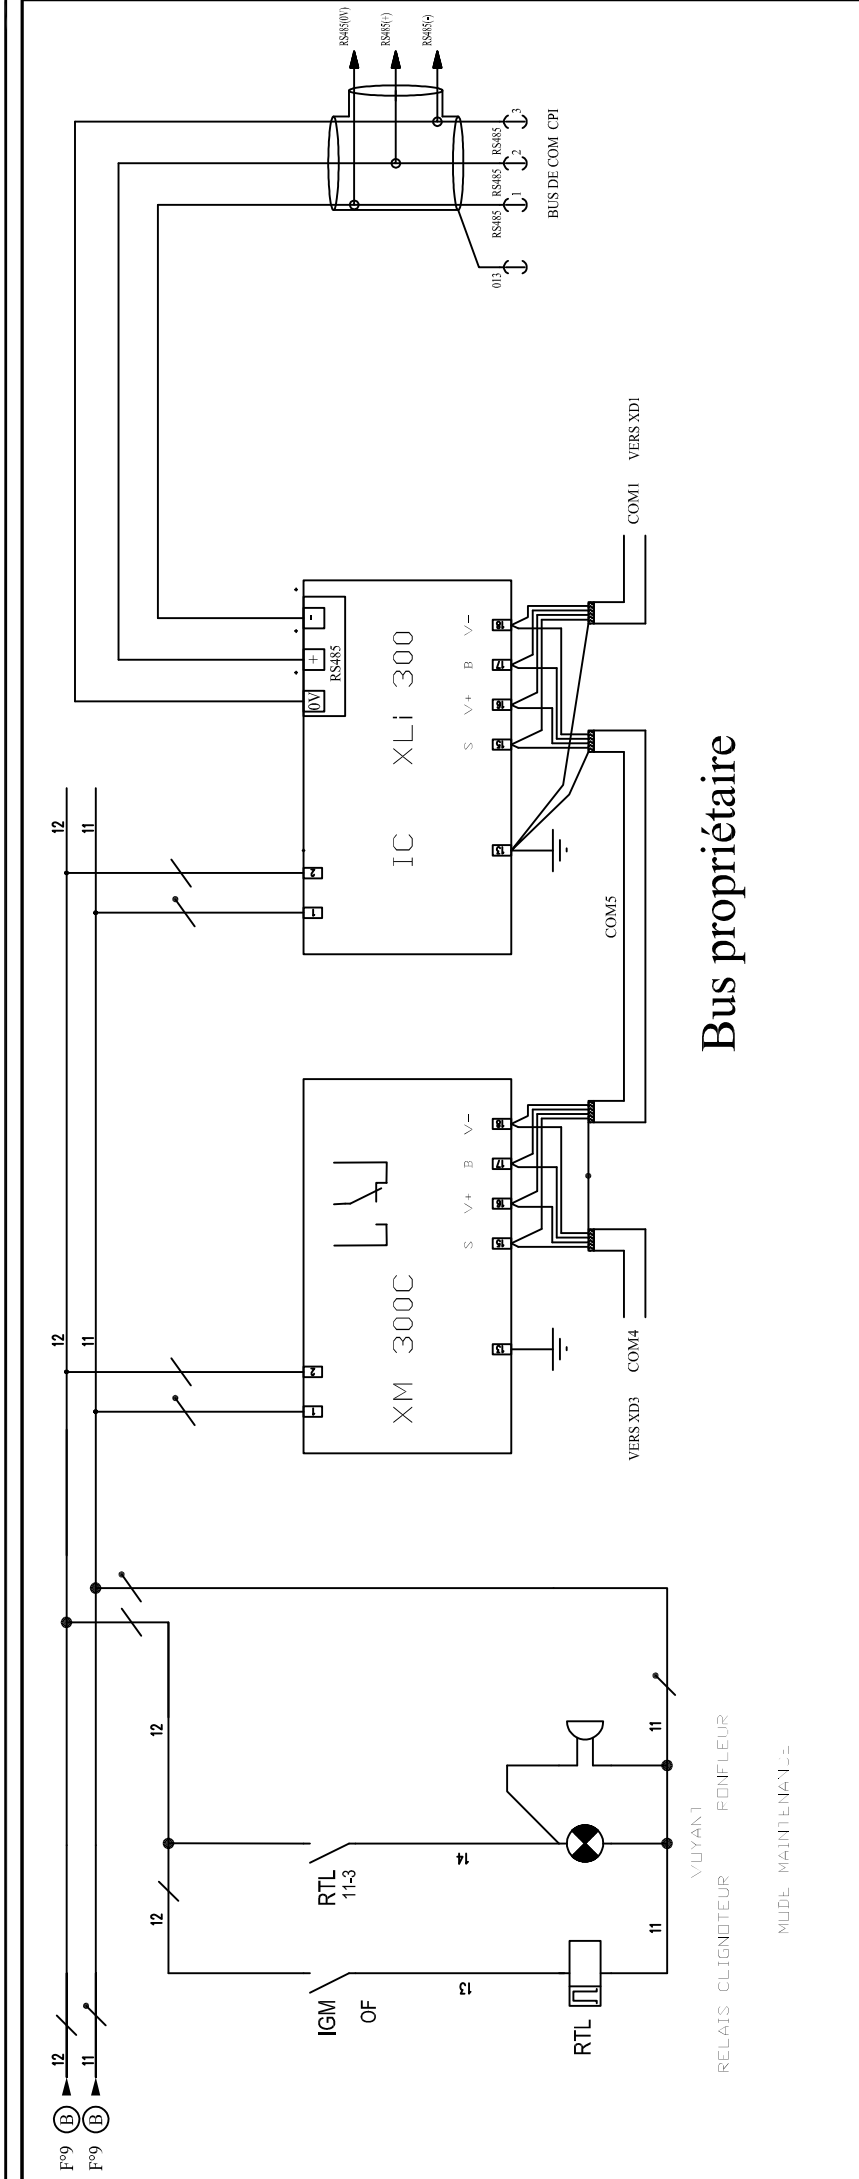 F°9 B
F°9 B
12
11
12
11
12
11
12
12
IGM
OF
RTL
11-3
13
14
RTL
11
11
VOYANT
RELAIS CLIGNOTEUR
RONFLEUR
MODE MAINTENANCE
1
2
XM 300C
13
15
16
17
18
S
V+
B
V-
VERS XD3
COM4
COM5
1
2
IC XLi 300
0V
+
-
RS485
13
15
16
17
18
S
V+
B
V-
COM1
VERS XD1
Bus propriétaire
RS485(0V)
RS485(+)
RS485(-)
RS485
3
RS485
2
RS485
1
013
BUS DE COM CPI